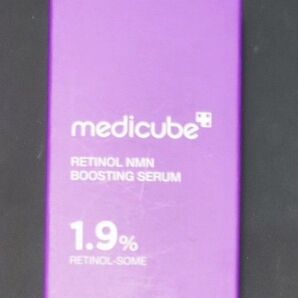 medicube
RETINOL NMN
BOOSTING SERUM
1.9%
RETINOL-SOME